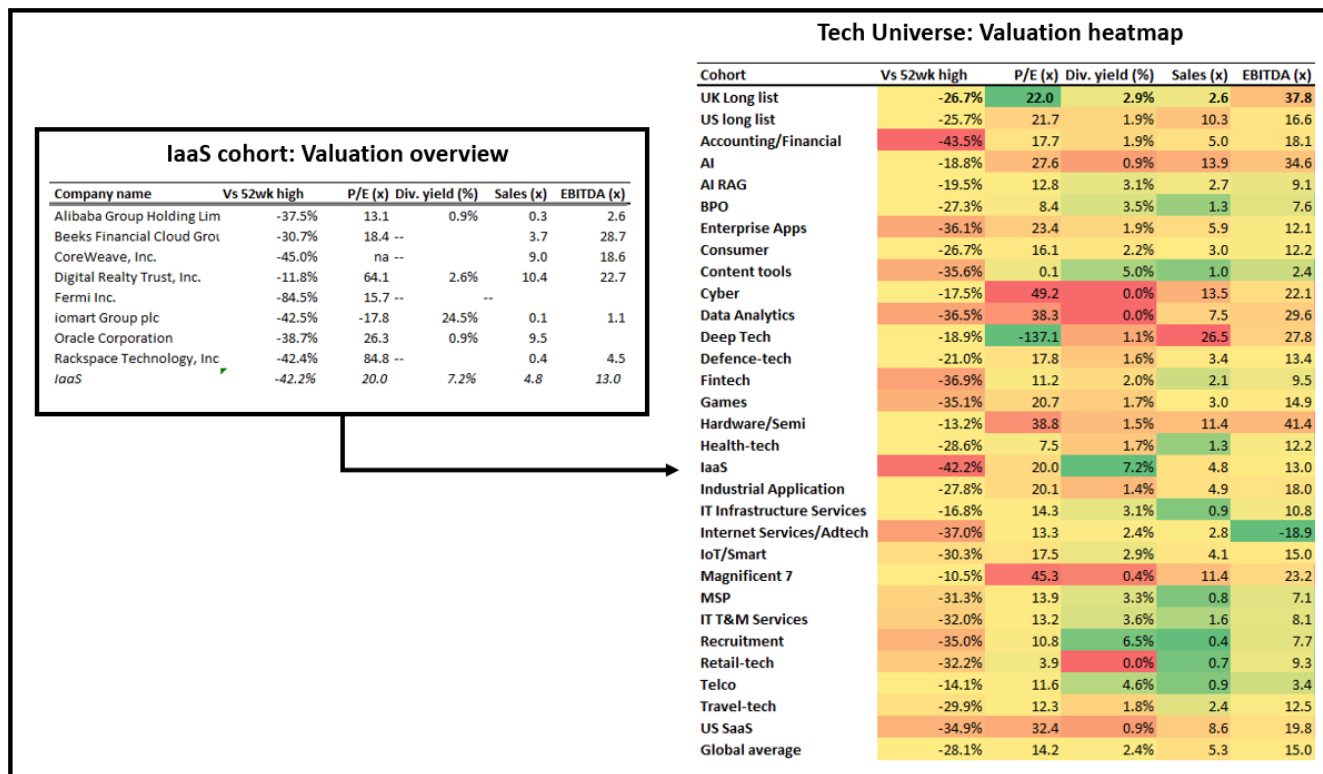 Tech Universe: Valuation heatmap
Cohort Vs 52wk high P/E (x) Div. yield (%) Sales (x) EBITDA (x)
UK Long list -26.7% 22.0 2.9% 2.6 37.8
US long list -25.7% 21.7 1.9% 10.3 16.6
Accounting/Financial -43.5% 17.7 1.9% 5.0 18.1
AI -18.8% 27.6 0.9% 13.9 34.6
AI RAG -19.5% 12.8 3.1% 2.7 9.1
BPO -27.3% 8.4 3.5% 1.3 7.6
Enterprise Apps -36.1% 23.4 1.9% 5.9 12.1
Consumer -26.7% 16.1 2.2% 3.0 12.2
Content tools -35.6% 0.1 5.0% 1.0 2.4
Cyber -17.5% 49.2 0.0% 13.5 22.1
Data Analytics -36.5% 38.3 0.0% 7.5 29.6
Deep Tech -18.9% -137.1 1.1% 26.5 27.8
Defence-tech -21.0% 17.8 1.6% 3.4 13.4
Fintech -36.9% 11.2 2.0% 2.1 9.5
Games -35.1% 20.7 1.7% 3.0 14.9
Hardware/Semi -13.2% 38.8 1.5% 11.4 41.4
Health-tech -28.6% 7.5 1.7% 1.3 12.2
IaaS -42.2% 20.0 7.2% 4.8 13.0
Industrial Application -27.8% 20.1 1.4% 4.9 18.0
IT Infrastructure Services -16.8% 14.3 3.1% 0.9 10.8
Internet Services/Adtech -37.0% 13.3 2.4% 2.8 -18.9
IoT/Smart -30.3% 17.5 2.9% 4.1 15.0
Magnificent 7 -10.5% 45.3 0.4% 11.4 23.2
MSP -31.3% 13.9 3.3% 0.8 7.1
IT T&M Services -32.0% 13.2 3.6% 1.6 8.1
Recruitment -35.0% 10.8 6.5% 0.4 7.7
Retail-tech -32.2% 3.9 0.0% 0.7 9.3
Telco -14.1% 11.6 4.6% 0.9 3.4
Travel-tech -29.9% 12.3 1.8% 2.4 12.5
US SaaS -34.9% 32.4 0.9% 8.6 19.8
Global average -28.1% 14.2 2.4% 5.3 15.0
IaaS cohort: Valuation overview
Company name Vs 52wk high P/E (x) Div. yield (%) Sales (x) EBITDA (x)
Alibaba Group Holding Lim -37.5% 13.1 0.9% 0.3 2.6
Beeks Financial Cloud Grou -30.7% 18.4 -- 3.7 28.7
CoreWeave, Inc. -45.0% na -- 9.0 18.6
Digital Realty Trust, Inc. -11.8% 64.1 2.6% 10.4 22.7
Fermi Inc. -84.5% 15.7 -- --
iomart Group plc -42.5% -17.8 24.5% 0.1 1.1
Oracle Corporation -38.7% 26.3 0.9% 9.5
Rackspace Technology, Inc -42.4% 84.8 -- 0.4 4.5
IaaS -42.2% 20.0 7.2% 4.8 13.0